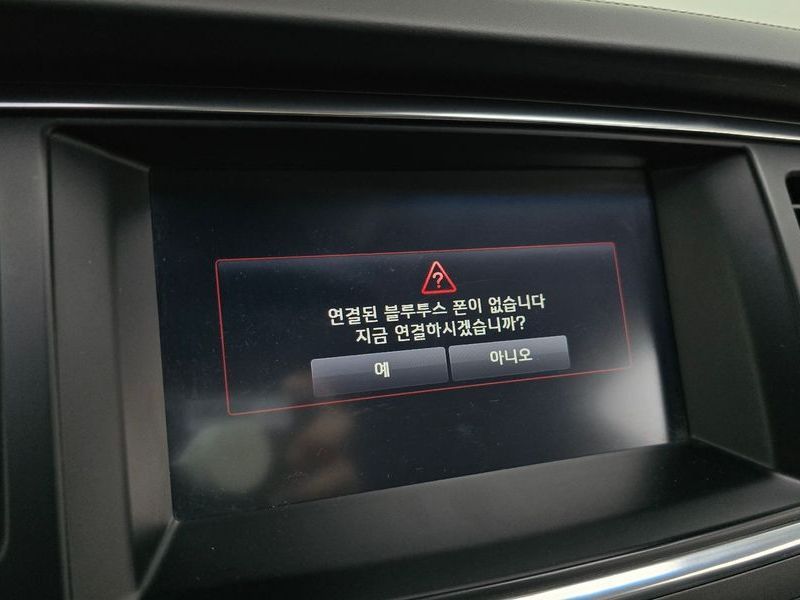 연결된 블루투스 폰이 없습니다
지금 연결하시겠습니까?
예
아니오